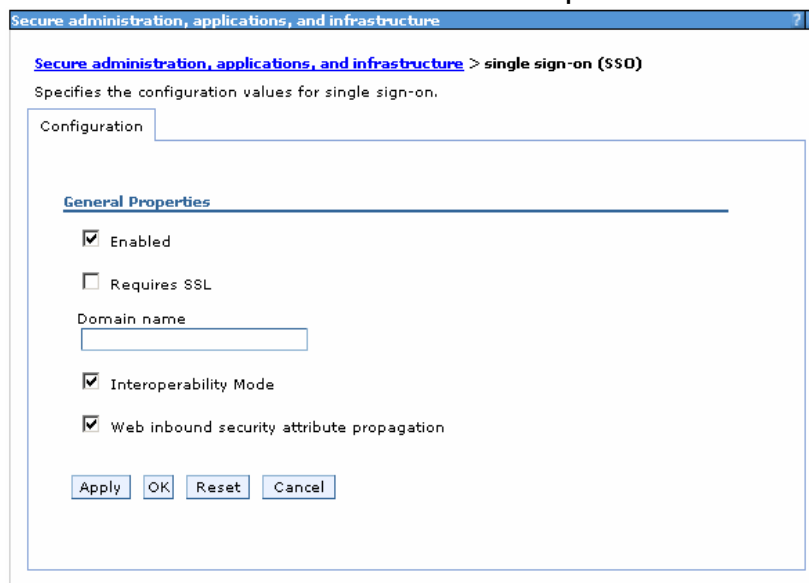 Secure administration, applications, and infrastructure ?
Secure administration, applications, and infrastructure > single sign-on (SSO)
Specifies the configuration values for single sign-on.
Configuration
General Properties
Enabled
Requires SSL
Domain name
Interoperability Mode
Web inbound security attribute propagation
Apply OK Reset Cancel